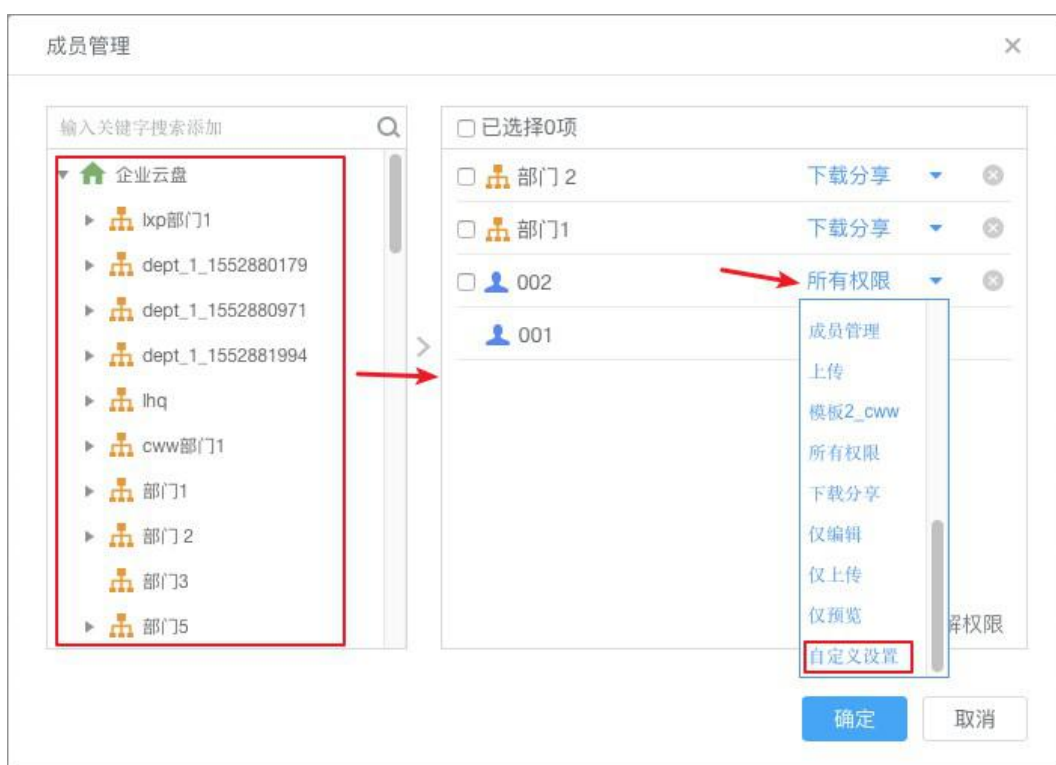 成员管理
输入关键字搜索添加
企业云盘
lxp部门1
dept_1_1552880179
dept_1_1552880971
dept_1_1552881994
lhq
cww部门1
部门1
部门 2
部门3
部门5
已选择0项
部门 2 下载分享
部门1 下载分享
002 所有权限
001
成员管理
上传
模板2_cww
所有权限
下载分享
仅编辑
仅上传
仅预览
自定义设置
解权限
确定 取消